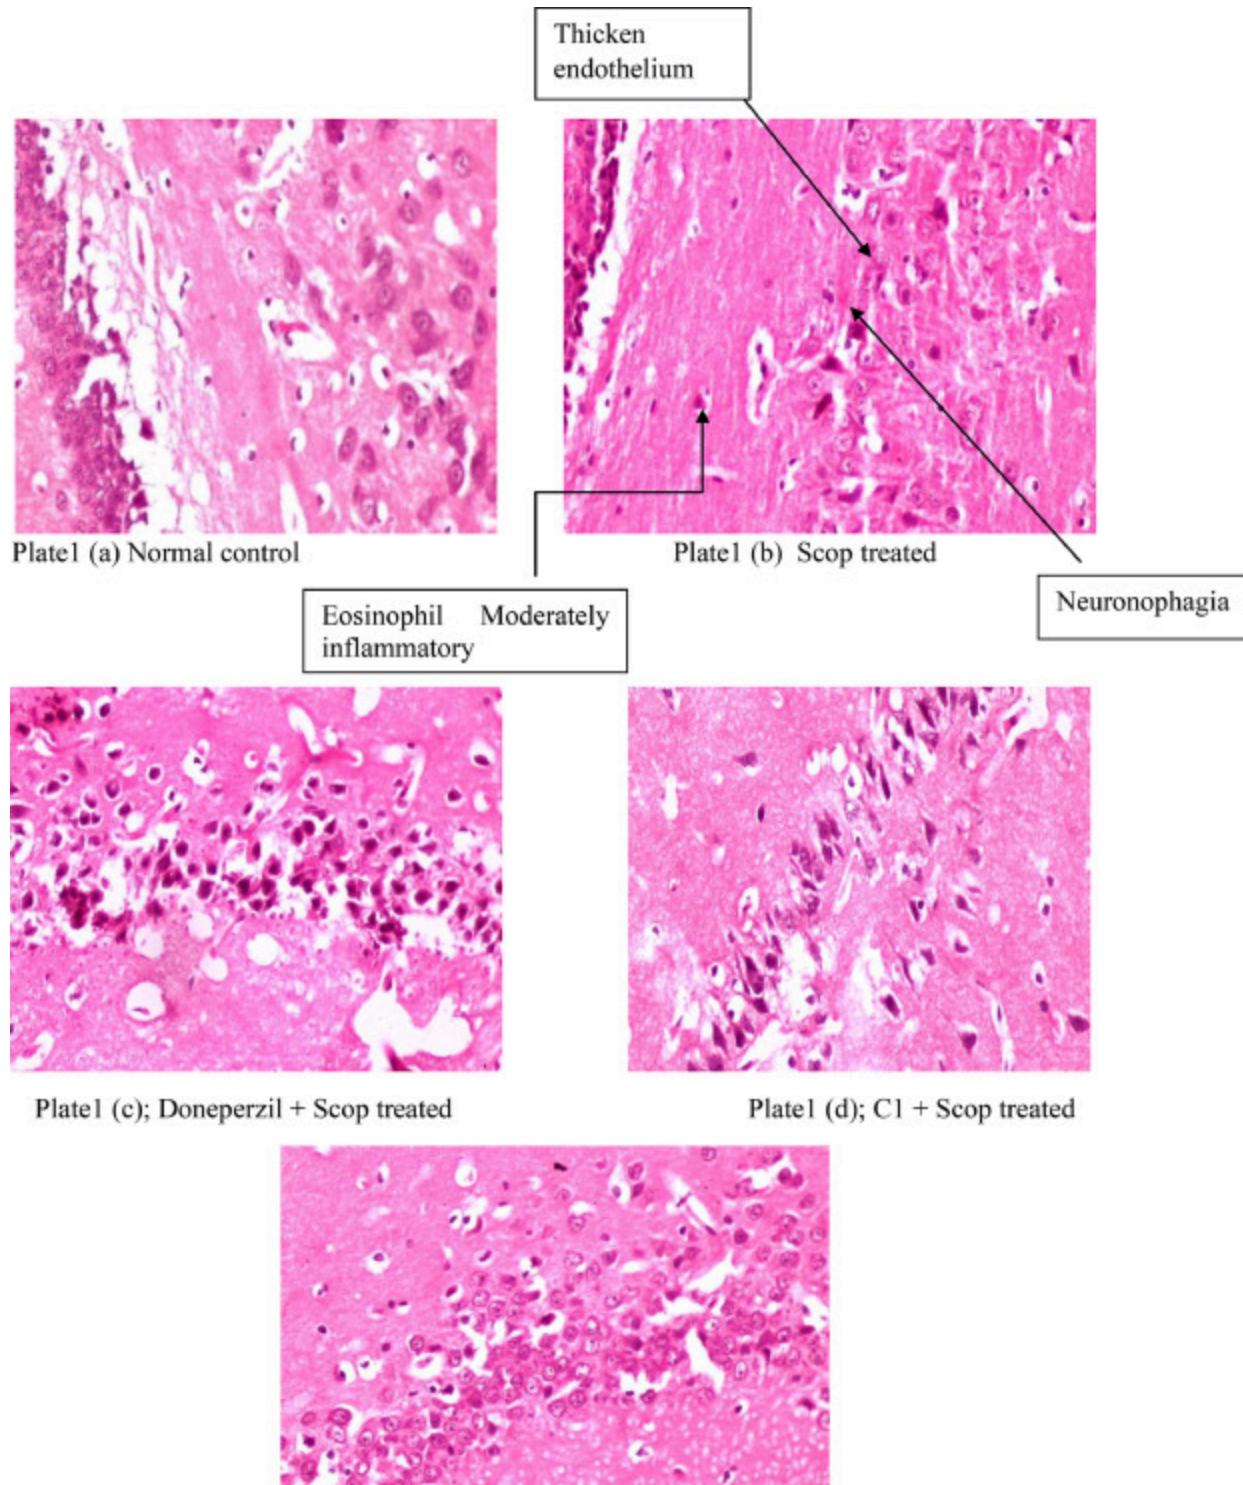 Thicken
endothelium
Plate1 (a) Normal control
Plate1 (b) Scop treated
Eosinophil Moderately
inflammatory
Neuronophagia
Plate1 (c); Doneperzil + Scop treated
Plate1 (d); C1 + Scop treated